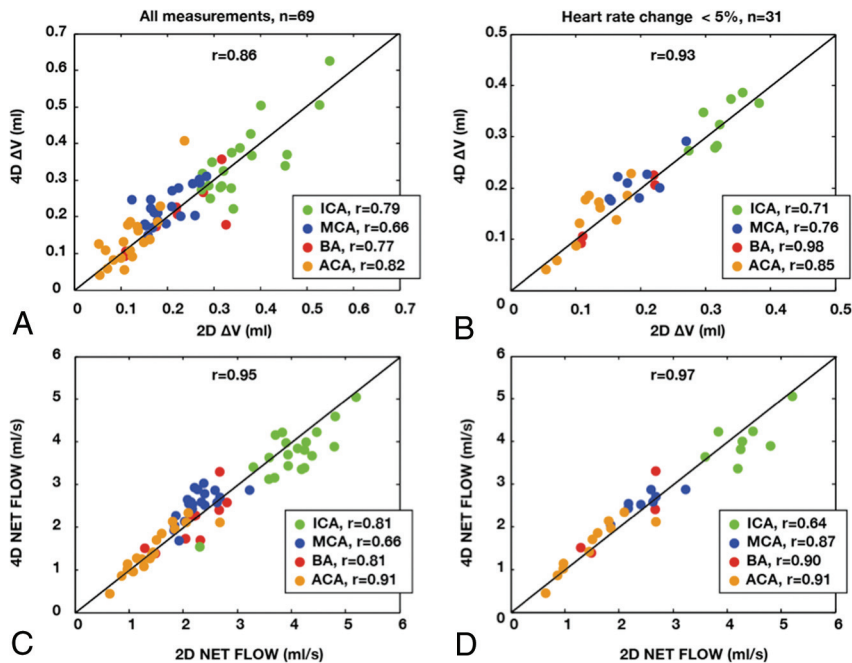 All measurements, n=69
Heart rate change < 5%, n=31
A
r=0.86
4D ΔV (ml)
0.7
0.6
0.5
0.4
0.3
0.2
0.1
0
0 0.1 0.2 0.3 0.4 0.5 0.6 0.7
2D ΔV (ml)
ICA, r=0.79
MCA, r=0.66
BA, r=0.77
ACA, r=0.82
B
r=0.93
4D ΔV (ml)
0.5
0.4
0.3
0.2
0.1
0
0 0.1 0.2 0.3 0.4 0.5
2D ΔV (ml)
ICA, r=0.71
MCA, r=0.76
BA, r=0.98
ACA, r=0.85
C
r=0.95
4D NET FLOW (ml/s)
6
5
4
3
2
1
0
0 1 2 3 4 5 6
2D NET FLOW (ml/s)
ICA, r=0.81
MCA, r=0.66
BA, r=0.81
ACA, r=0.91
D
r=0.97
4D NET FLOW (ml/s)
6
5
4
3
2
1
0
0 1 2 3 4 5 6
2D NET FLOW (ml/s)
ICA, r=0.64
MCA, r=0.87
BA, r=0.90
ACA, r=0.91